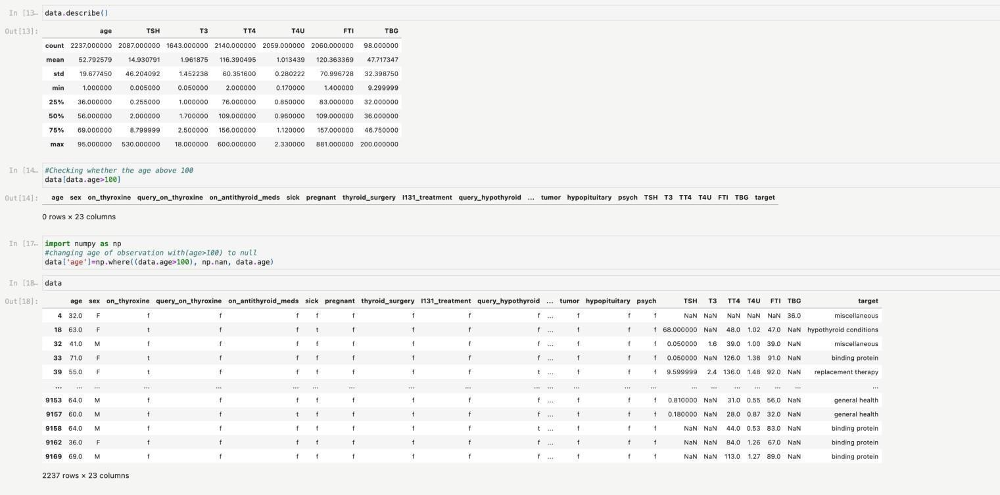 In [13… data.describe()
Out[13]: age TSH T3 TT4 T4U FTI TBG
count 2237.000000 2087.000000 1643.000000 2140.000000 2059.000000 2060.000000 98.000000
mean 52.792579 14.930791 1.961875 116.390495 1.013439 120.363369 47.717347
std 19.677450 46.204092 1.452238 60.351600 0.280222 70.996728 32.398750
min 1.000000 0.005000 0.050000 2.000000 0.170000 1.400000 9.299999
25% 36.000000 0.255000 1.000000 76.000000 0.850000 83.000000 32.000000
50% 56.000000 2.000000 1.700000 109.000000 0.960000 109.000000 36.000000
75% 69.000000 8.799999 2.500000 156.000000 1.120000 157.000000 46.750000
max 95.000000 530.000000 18.000000 600.000000 2.330000 881.000000 200.000000
In [14… #Checking whether the age above 100
data[data.age>100]
Out[14]: age sex on_thyroxine query_on_thyroxine on_antithyroid_meds sick pregnant thyroid_surgery I131_treatment query_hypothyroid ... tumor hypopituitary psych TSH T3 TT4 T4U FTI TBG target
0 rows × 23 columns
In [17… import numpy as np
#changing age of observation with(age>100) to null
data['age']=np.where((data.age>100), np.nan, data.age)
In [18… data
Out[18]: age sex on_thyroxine query_on_thyroxine on_antithyroid_meds sick pregnant thyroid_surgery I131_treatment query_hypothyroid ... tumor hypopituitary psych TSH T3 TT4 T4U FTI TBG target
4 32.0 F f f f f f f f f ... f f f NaN NaN NaN NaN NaN 36.0 miscellaneous
18 63.0 F t f f t f f f f ... f f f 68.000000 NaN 48.0 1.02 47.0 NaN hypothyroid conditions
32 41.0 M f f f f f f f f ... f f f 0.050000 1.6 39.0 1.00 39.0 NaN miscellaneous
33 71.0 F t f f f f f f f ... f f f 0.050000 NaN 126.0 1.38 91.0 NaN binding protein
39 55.0 F t f f f f f f t ... f f f 9.599999 2.4 136.0 1.48 92.0 NaN replacement therapy
... ... ... ... ... ... ... ... ... ... ... ... ... ... ... ... ... ... ... ... ...
9153 64.0 M f f f f f f f f ... f f f 0.810000 NaN 31.0 0.55 56.0 NaN general health
9157 60.0 M f f t f f f f f ... f f f 0.180000 NaN 28.0 0.87 32.0 NaN general health
9158 64.0 M f f f f f f f t ... f f f NaN NaN 44.0 0.53 83.0 NaN binding protein
9162 36.0 F f f f f f f f f ... f f f NaN NaN 84.0 1.26 67.0 NaN binding protein
9169 69.0 M f f f f f f f f ... f f f NaN NaN 113.0 1.27 89.0 NaN binding protein
2237 rows × 23 columns